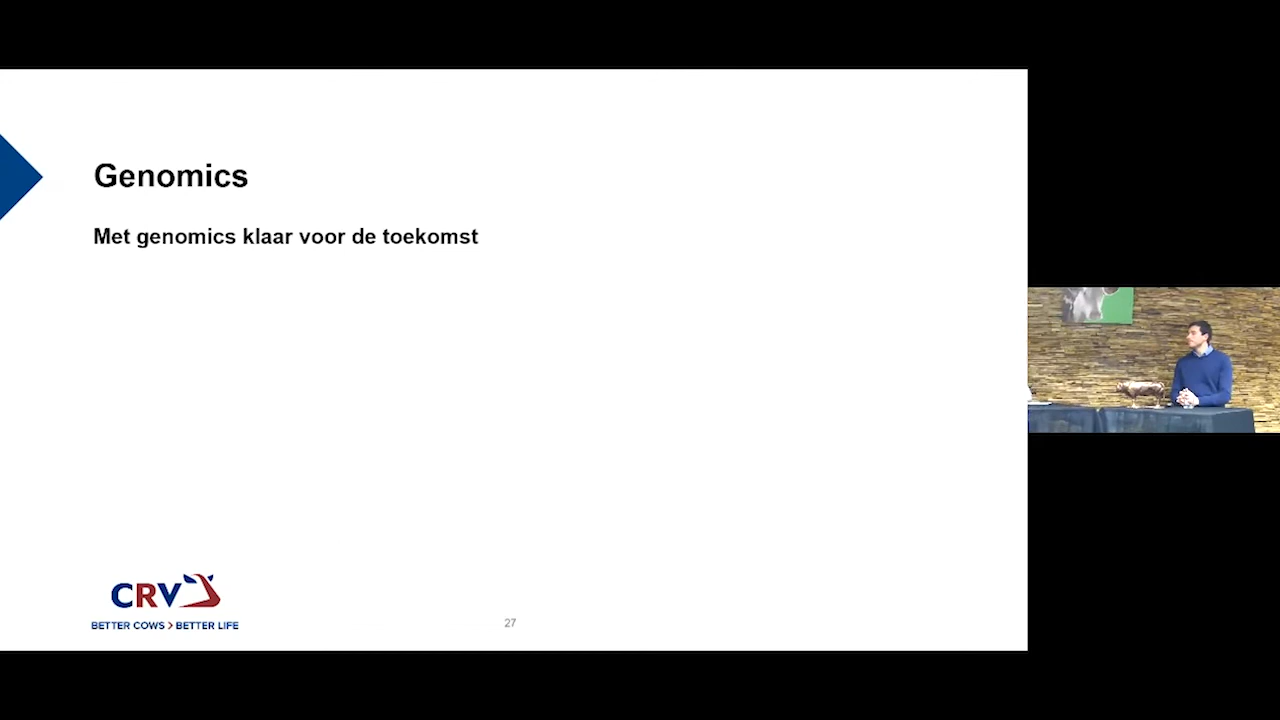 Genomics
Met genomics klaar voor de toekomst
CRV
BETTER COWS > BETTER LIFE
27